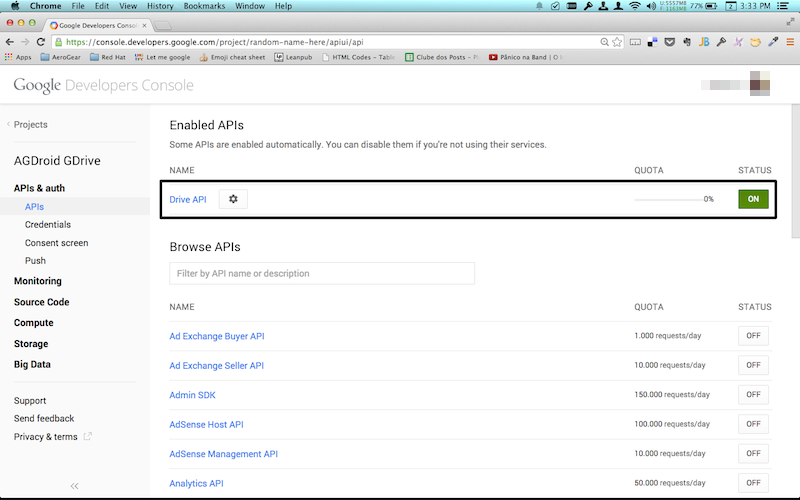 Chrome File Edit View History Bookmarks Window Help 77% 2 3:33 PM
Google Developers Consol
https://console.developers.google.com/project/random-name-here/apiui/api
Apps AeroGear Red Hat Let me google Emoji cheat sheet Leanpub HTML Codes - Table Clube dos Posts - Pl Pânico na Band | O
Google Developers Console
Projects
AGDroid GDrive
APIs & auth
APIs
Credentials
Consent screen
Push
Monitoring
Source Code
Compute
Storage
Big Data
Support
Send feedback
Privacy & terms
Enabled APIs
Some APIs are enabled automatically. You can disable them if you're not using their services.
NAME QUOTA STATUS
Drive API 0% ON
Browse APIs
Filter by API name or description
NAME QUOTA STATUS
Ad Exchange Buyer API 1.000 requests/day OFF
Ad Exchange Seller API 10.000 requests/day OFF
Admin SDK 150.000 requests/day OFF
AdSense Host API 100.000 requests/day OFF
AdSense Management API 10.000 requests/day OFF
Analytics API 50.000 requests/day OFF